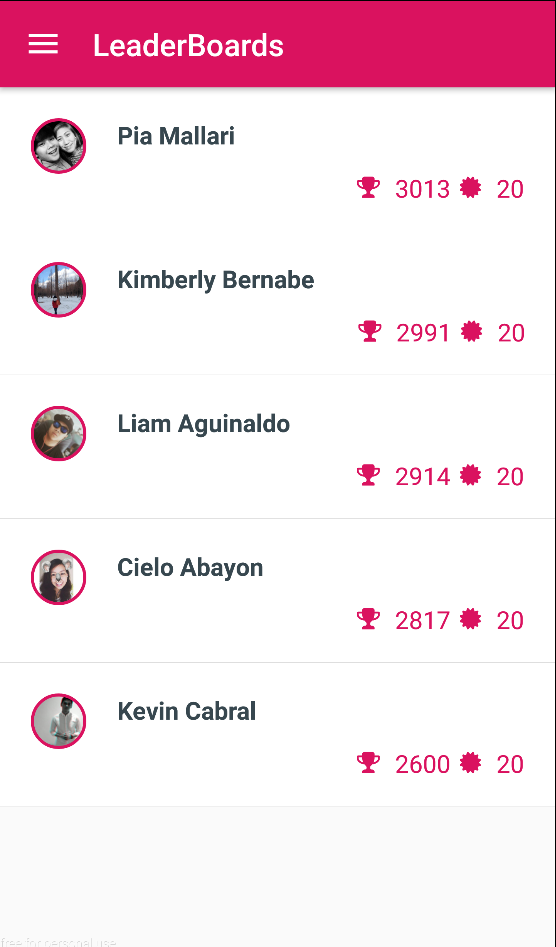 LeaderBoards
Pia Mallari
3013 20
Kimberly Bernabe
2991 20
Liam Aguinaldo
2914 20
Cielo Abayon
2817 20
Kevin Cabral
2600 20
free for personal use